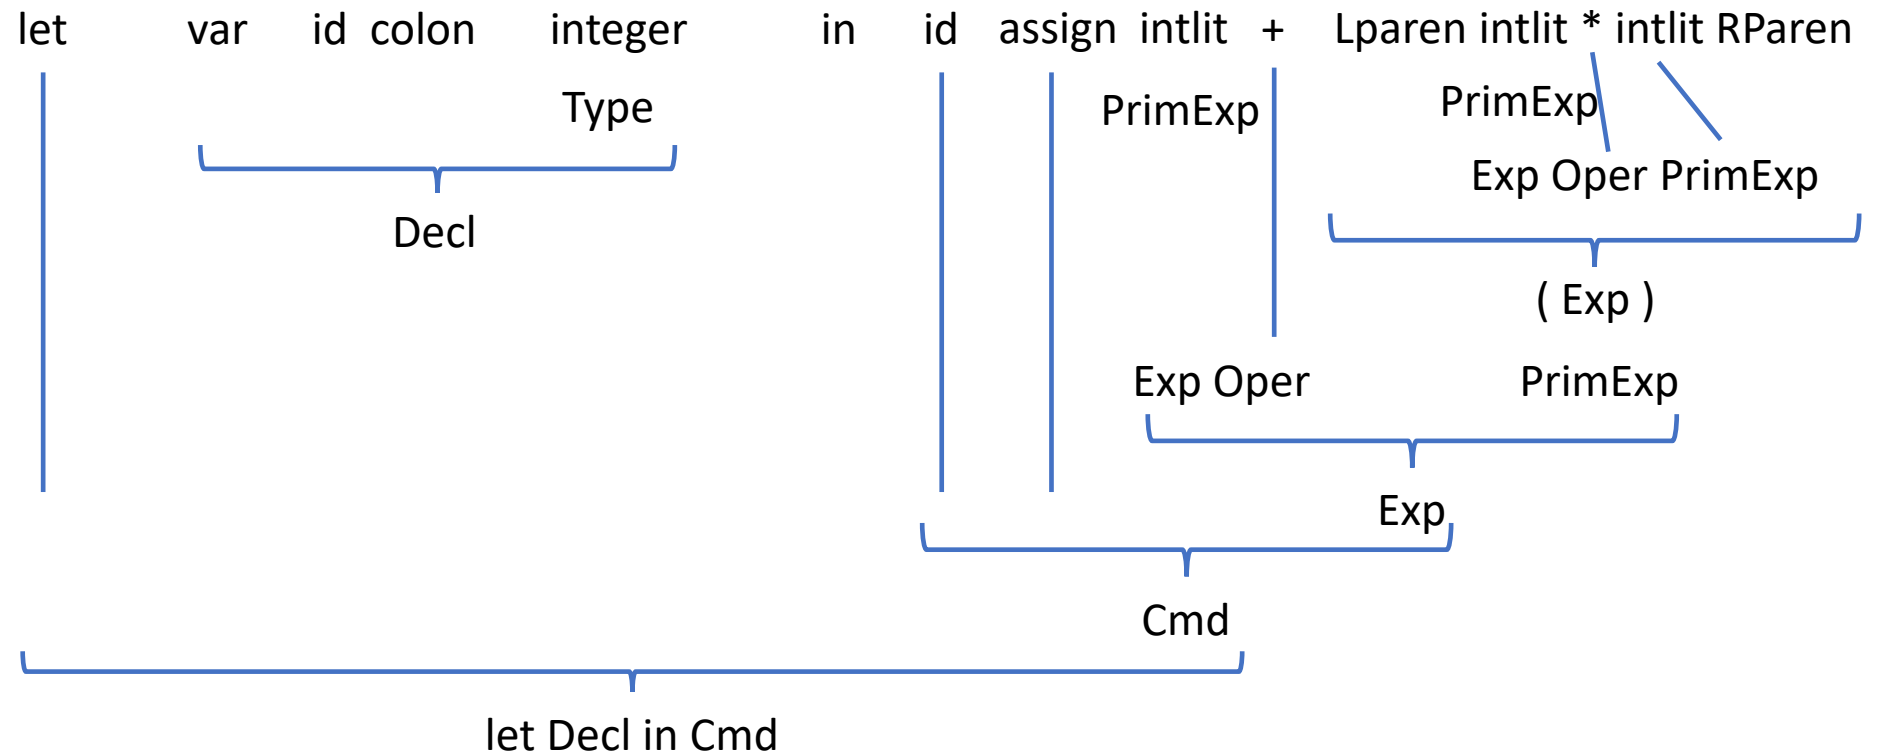 let var id colon integer in id assign intlit + Lparen intlit * intlit RParen
Type PrimExp PrimExp
Exp Oper PrimExp
Decl
( Exp )
Exp Oper PrimExp
Exp
Cmd
let Decl in Cmd